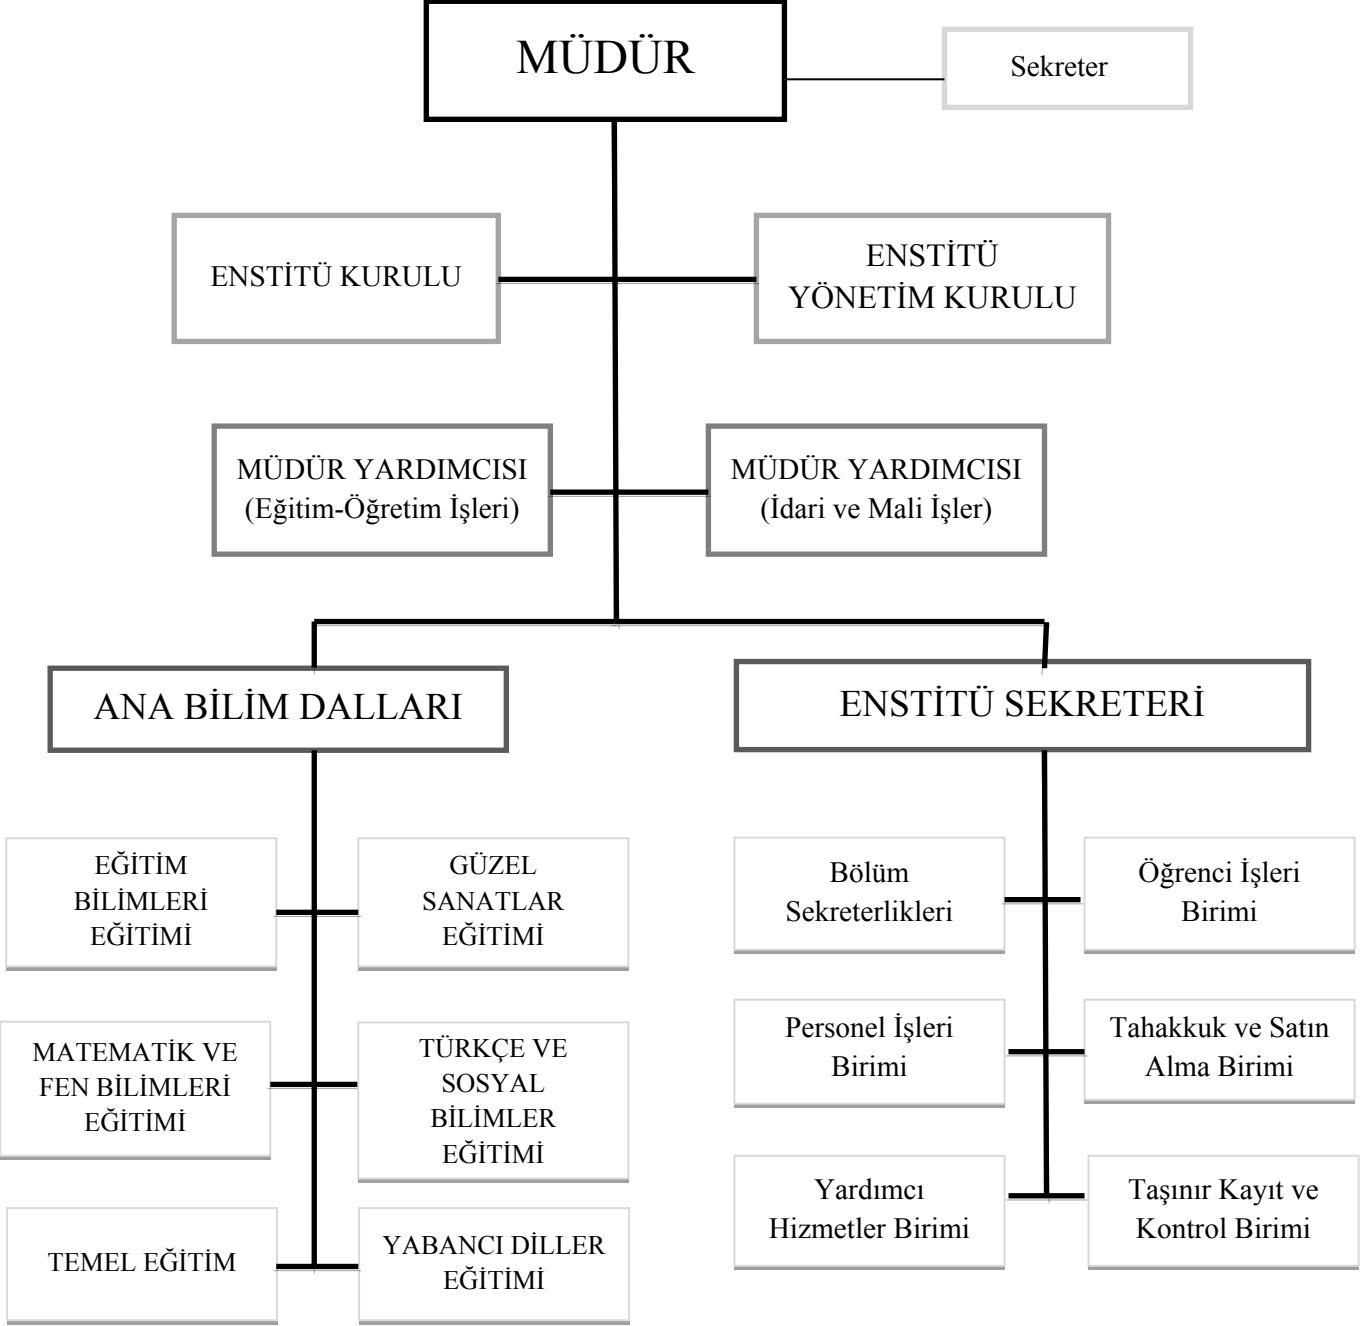 MÜDÜR
Sekreter
ENSTİTÜ KURULU
ENSTİTÜ
YÖNETİM KURULU
MÜDÜR YARDIMCISI
(Eğitim-Öğretim İşleri)
MÜDÜR YARDIMCISI
(İdari ve Mali İşler)
ANA BİLİM DALLARI
ENSTİTÜ SEKRETERİ
EĞİTİM
BİLİMLERİ
EĞİTİMİ
GÜZEL
SANATLAR
EĞİTİMİ
Bölüm
Sekreterlikleri
Öğrenci İşleri
Birimi
MATEMATİK VE
FEN BİLİMLERİ
EĞİTİMİ
TÜRKÇE VE
SOSYAL
BİLİMLER
EĞİTİMİ
Personel İşleri
Birimi
Tahakkuk ve Satın
Alma Birimi
TEMEL EĞİTİM
YABANCI DİLLER
EĞİTİMİ
Yardımcı
Hizmetler Birimi
Taşınır Kayıt ve
Kontrol Birimi